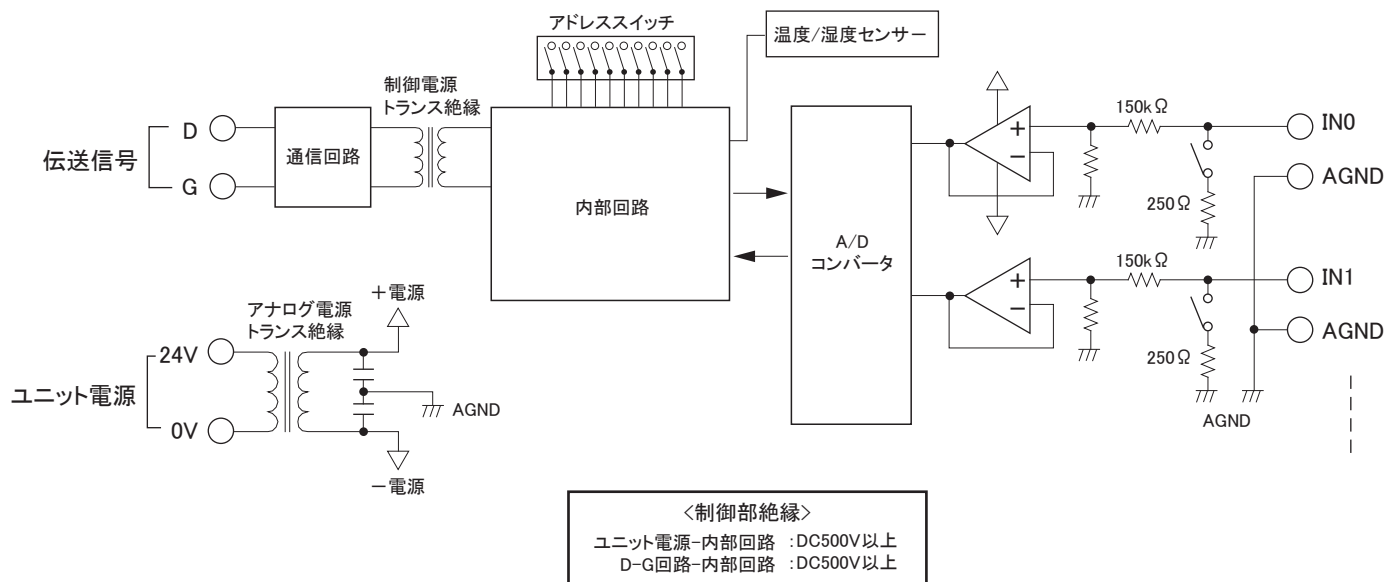 アドレススイッチ
温度/湿度センサー
制御電源
トランス絶縁
伝送信号
D
G
通信回路
内部回路
A/D
コンバータ
+
−
150kΩ
250Ω
IN0
AGND
+
−
150kΩ
250Ω
IN1
AGND
AGND
アナログ電源
トランス絶縁
+電源
ユニット電源
24V
0V
AGND
−電源
<制御部絶縁>
ユニット電源-内部回路 :DC500V以上
D-G回路-内部回路 :DC500V以上